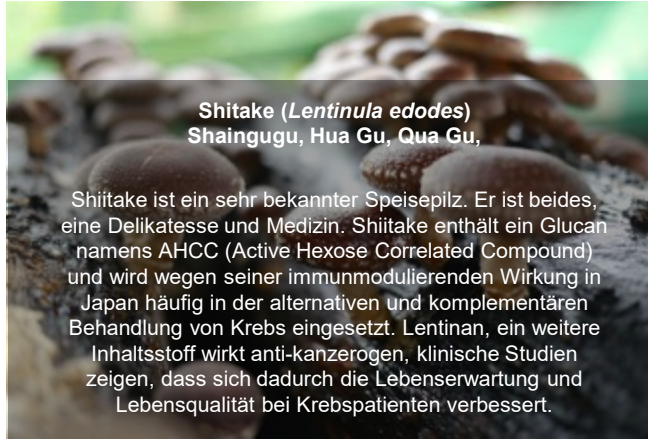 Shitake (Lentinula edodes)
Shaingugu, Hua Gu, Qua Gu,
Shiitake ist ein sehr bekannter Speisepilz. Er ist beides,
eine Delikatesse und Medizin. Shiitake enthält ein Glucan
namens AHCC (Active Hexose Correlated Compound)
und wird wegen seiner immunmodulierenden Wirkung in
Japan häufig in der alternativen und komplementären
Behandlung von Krebs eingesetzt. Lentinan, ein weitere
Inhaltsstoff wirkt anti-kanzerogen, klinische Studien
zeigen, dass sich dadurch die Lebenserwartung und
Lebensqualität bei Krebspatienten verbessert.